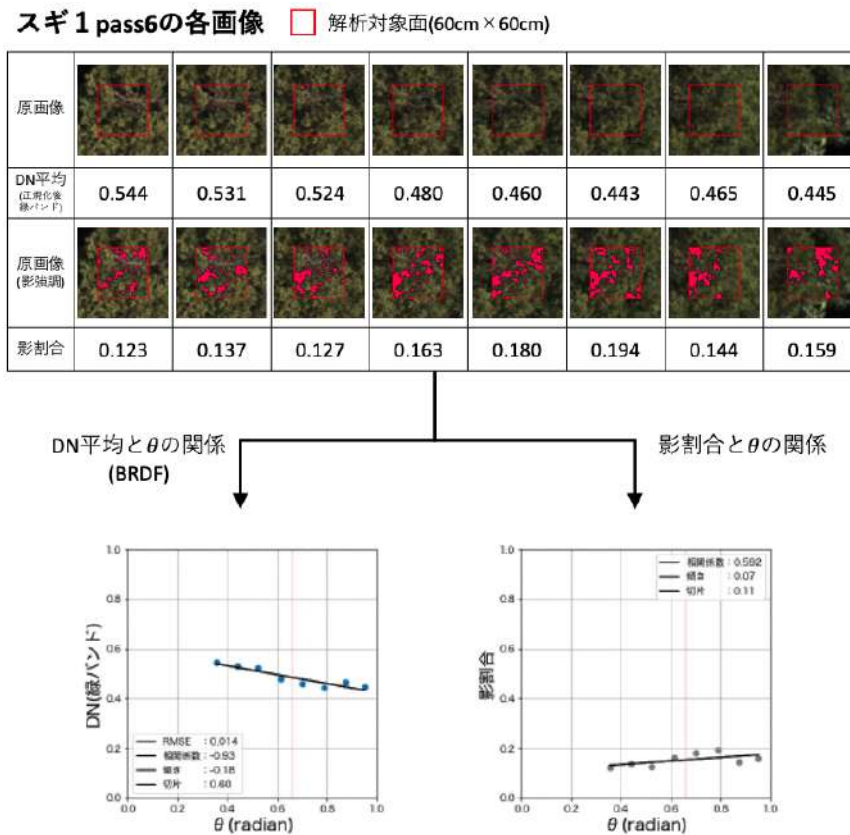 スギ1 pass6の各画像
解析対象面(60cm×60cm)
原画像
DN平均
(正規化後
緑バンド)
0.544 0.531 0.524 0.480 0.460 0.443 0.465 0.445
原画像
(影強調)
影割合
0.123 0.137 0.127 0.163 0.180 0.194 0.144 0.159
DN平均とθの関係
(BRDF)
影割合とθの関係
DN(緑バンド)
1.0
0.8
0.6
0.4
0.2
0.0
RMSE : 0.014
相関係数 : -0.93
傾き : -0.18
切片 : 0.60
0.0 0.2 0.4 0.6 0.8 1.0
θ (radian)
影割合
1.0
0.8
0.6
0.4
0.2
0.0
相関係数 : 0.592
傾き : 0.07
切片 : 0.11
0.0 0.2 0.4 0.6 0.8 1.0
θ (radian)